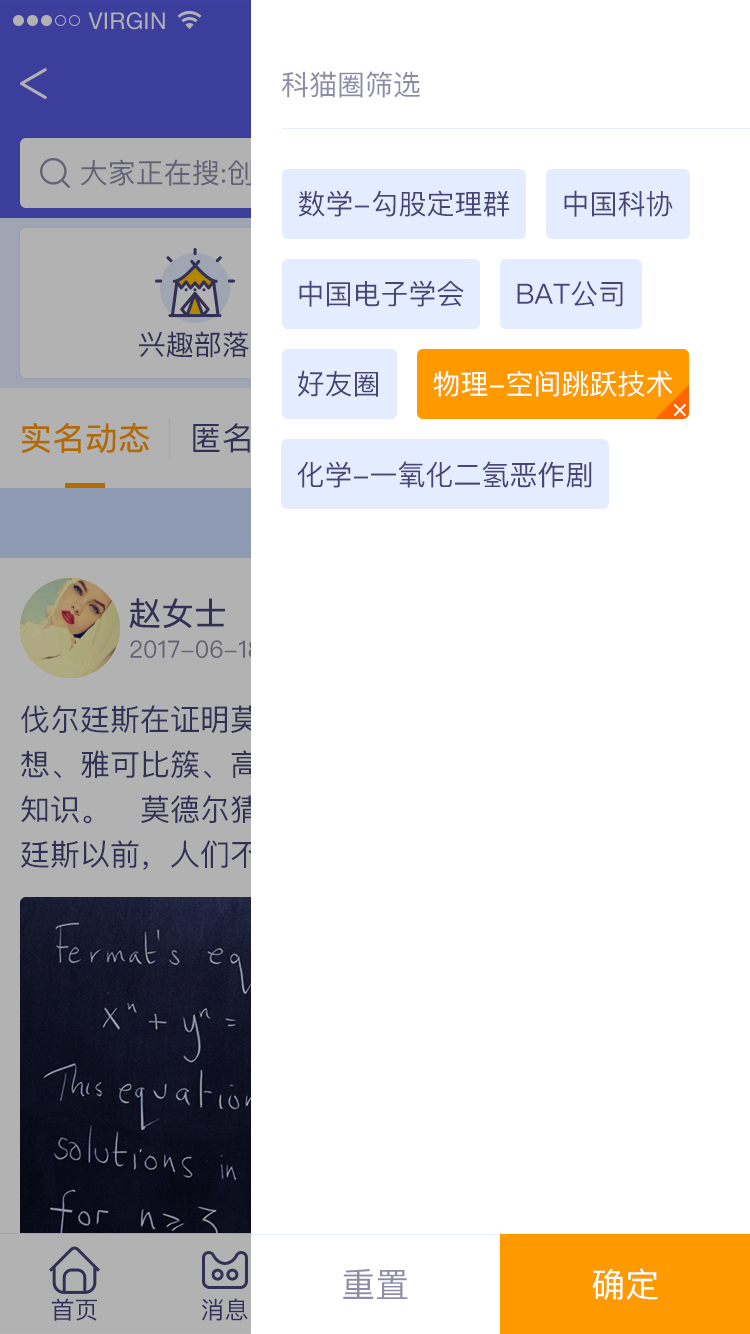 VIRGIN
科猫圈筛选
大家正在搜:创
数学-勾股定理群
中国科协
中国电子学会
BAT公司
兴趣部落
好友圈
物理-空间跳跃技术
实名动态
匿名
化学-一氧化二氢恶作剧
赵女士
2017-06-18
伐尔廷斯在证明莫
想、雅可比簇、高
知识。 莫德尔猜
廷斯以前，人们不
Fermat's eq
xⁿ + yⁿ =
This equation
solutions in
for n ≥ 3
首页
消息
重置
确定